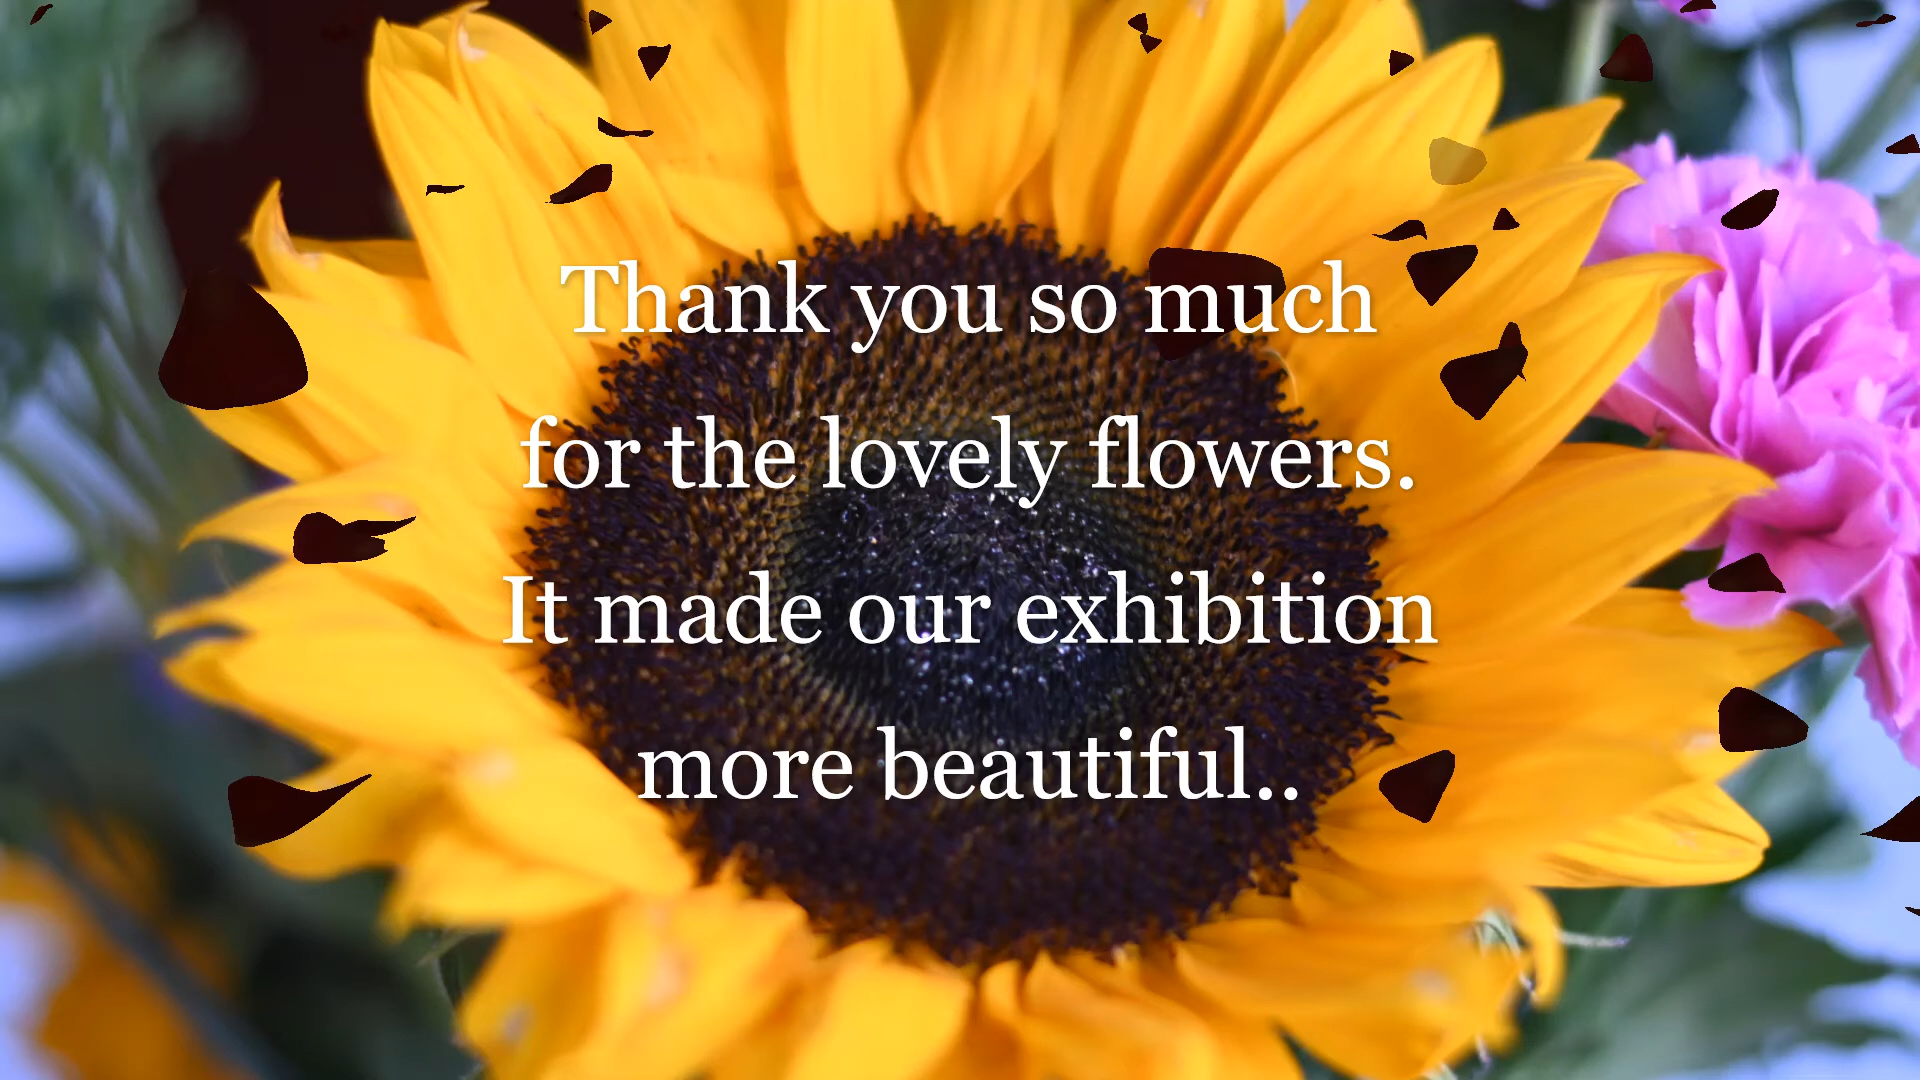 Thank you so much
for the lovely flowers.
It made our exhibition
more beautiful..